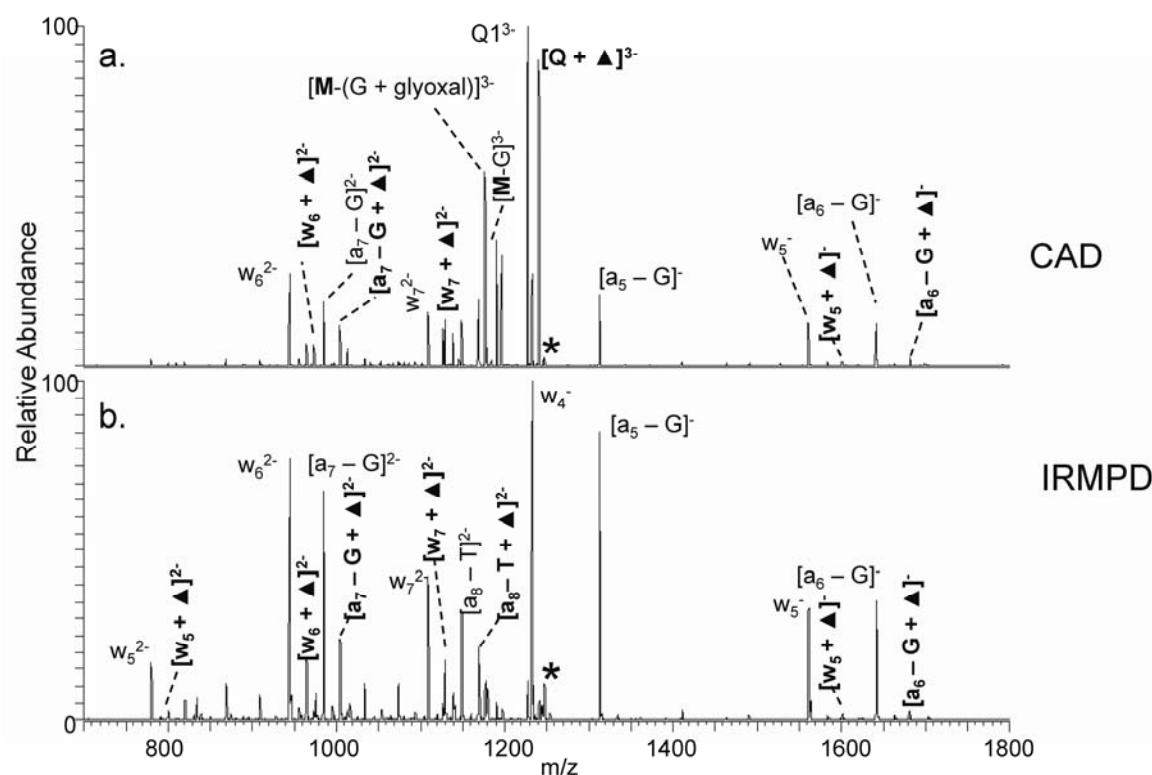 100
a.
Q1³⁻
[Q + ▲]³⁻
[M-(G + glyoxal)]³⁻
[M-G]³⁻
w₆²⁻
[w₆ + ▲]²⁻
[a₇ – G]²⁻
[a₇ – G + ▲]²⁻
w₇²⁻
[w₇ + ▲]²⁻
*
[a₅ – G]⁻
w₅⁻
[w₅ + ▲]⁻
[a₆ – G]⁻
[a₆ – G + ▲]⁻
CAD
Relative Abundance
0
100
b.
w₅²⁻
[w₅ + ▲]²⁻
w₆²⁻
[w₆ + ▲]²⁻
[a₇ – G]²⁻
[a₇ – G + ▲]²⁻
w₇²⁻
[w₇ + ▲]²⁻
[a₈ – T]²⁻
[a₈ – T + ▲]²⁻
w₄⁻
*
[a₅ – G]⁻
w₅⁻
[w₅ + ▲]⁻
[a₆ – G]⁻
[a₆ – G + ▲]⁻
IRMPD
0
800 1000 1200 1400 1600 1800
m/z